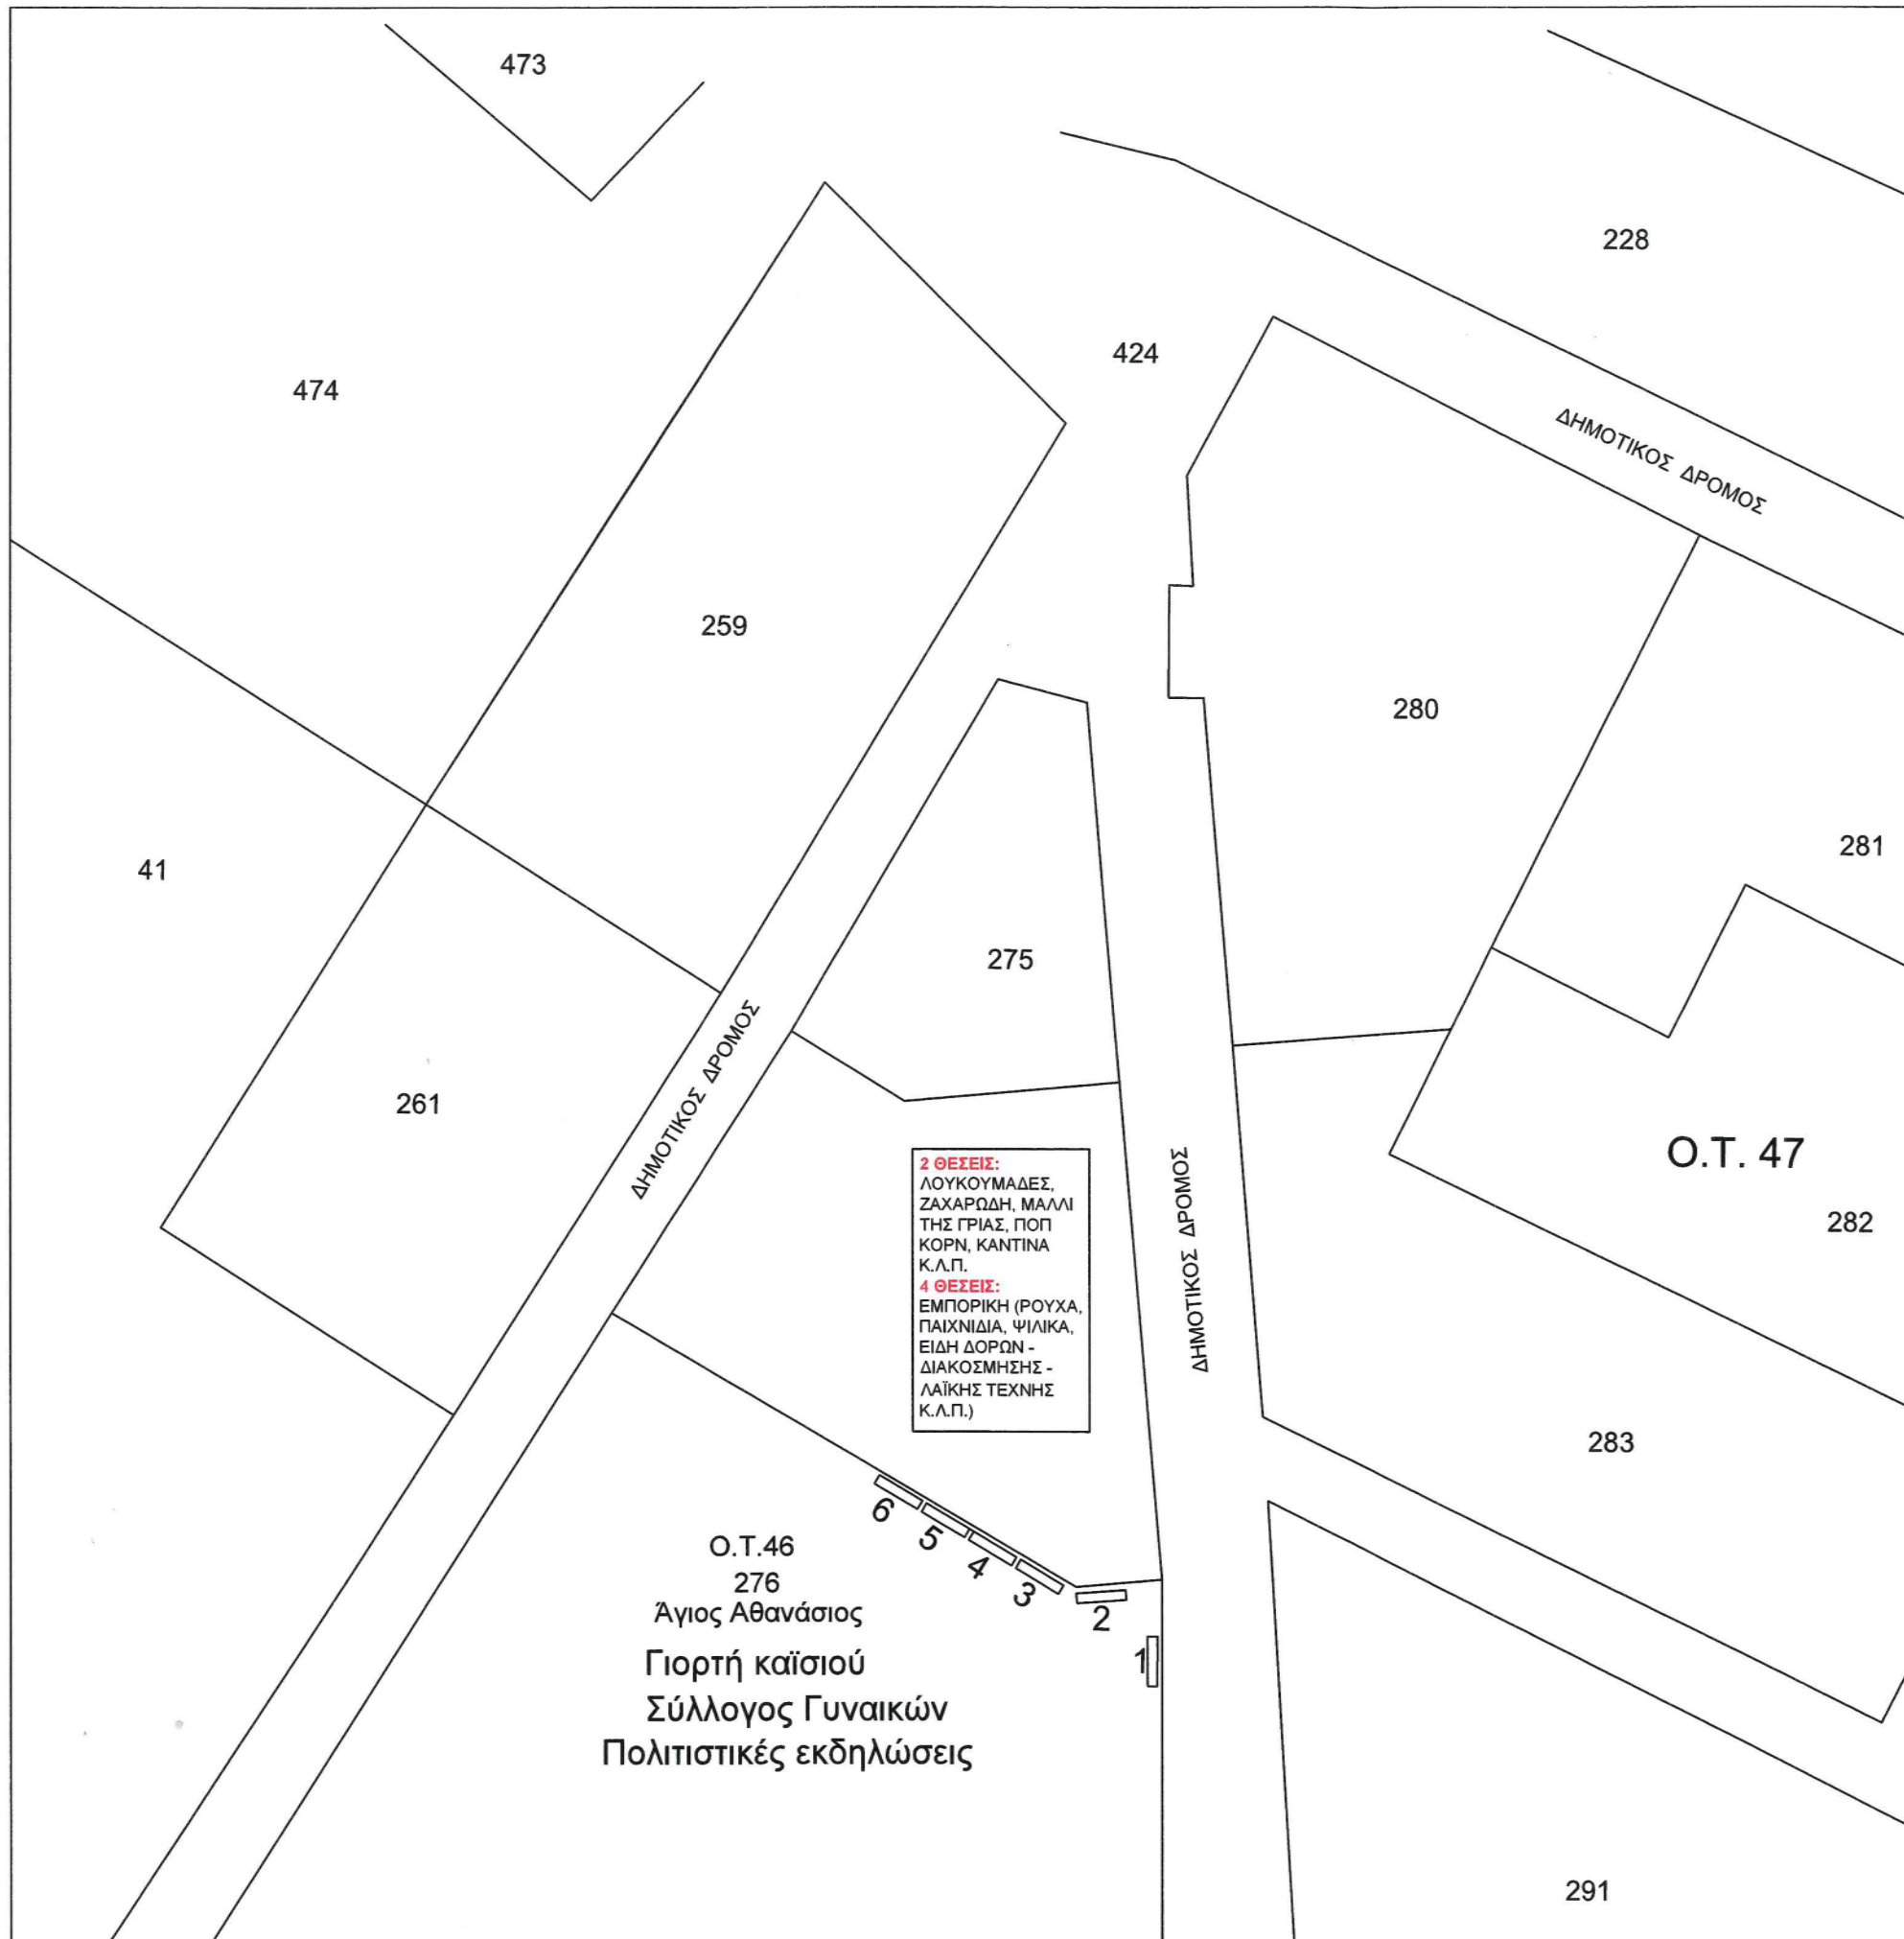 473
228
424
474
ΔΗΜΟΤΙΚΟΣ ΔΡΟΜΟΣ
259
280
281
41
275
ΔΗΜΟΤΙΚΟΣ ΔΡΟΜΟΣ
261
Ο.Τ. 47
282
2 ΘΕΣΕΙΣ:
ΛΟΥΚΟΥΜΑΔΕΣ,
ΖΑΧΑΡΩΔΗ, ΜΑΛΛΙ
ΤΗΣ ΓΡΙΑΣ, ΠΟΠ
ΚΟΡΝ, ΚΑΝΤΙΝΑ
Κ.Λ.Π.
4 ΘΕΣΕΙΣ:
ΕΜΠΟΡΙΚΗ (ΡΟΥΧΑ,
ΠΑΙΧΝΙΔΙΑ, ΨΙΛΙΚΑ,
ΕΙΔΗ ΔΟΡΩΝ -
ΔΙΑΚΟΣΜΗΣΗΣ -
ΛΑΪΚΗΣ ΤΕΧΝΗΣ
Κ.Λ.Π.)
ΔΗΜΟΤΙΚΟΣ ΔΡΟΜΟΣ
283
6
5
4
3
2
1
Ο.Τ.46
276
Άγιος Αθανάσιος
Γιορτή καϊσιού
Σύλλογος Γυναικών
Πολιτιστικές εκδηλώσεις
291